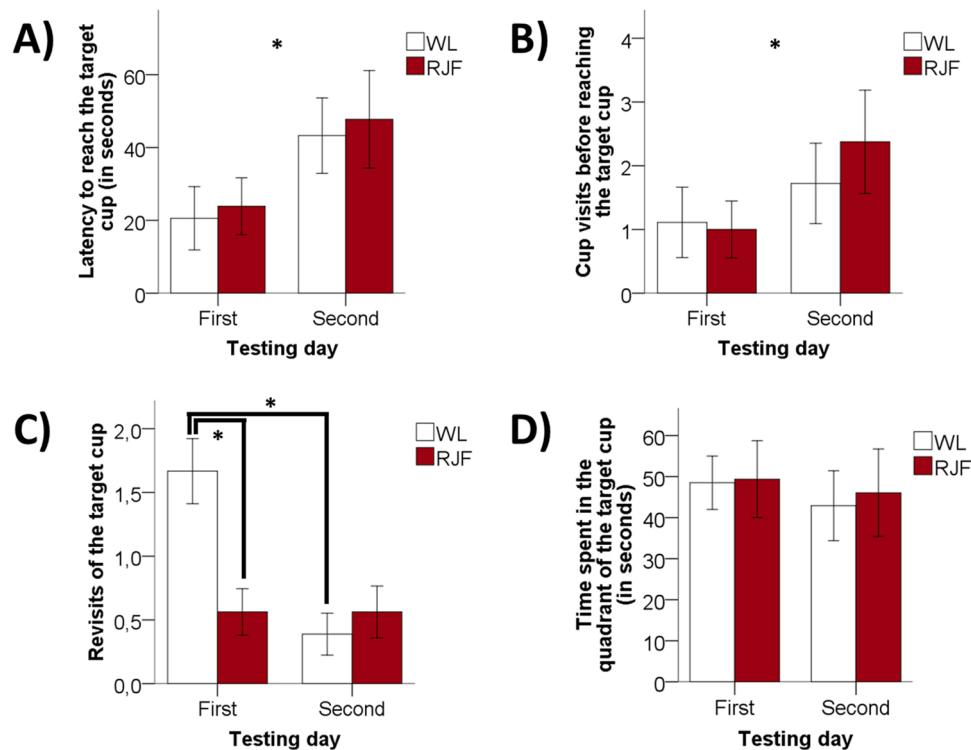 A)
Latency to reach the target
cup (in seconds)
60
40
20
0
*
WL
RJF
First
Second
Testing day
B)
Cup visits before reaching
the target cup
4
3
2
1
0
*
WL
RJF
First
Second
Testing day
C)
Revisits of the target cup
2,0
1,5
1,0
0,5
0,0
*
*
WL
RJF
First
Second
Testing day
D)
Time spent in the
quadrant of the target cup
(in seconds)
60
50
40
30
20
10
0
WL
RJF
First
Second
Testing day